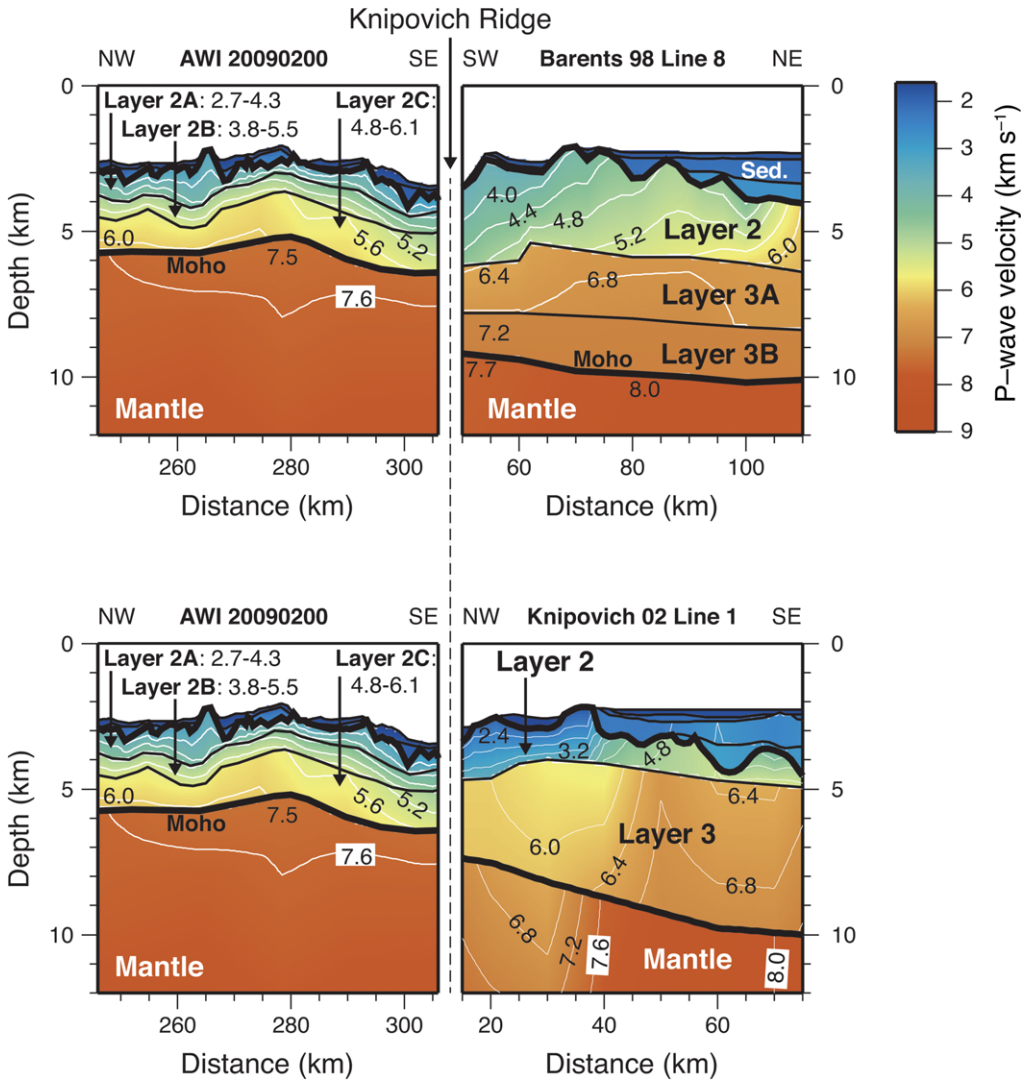 Knipovich Ridge
NW AWI 20090200 SE
SW Barents 98 Line 8 NE
0
Layer 2A: 2.7-4.3
Layer 2B: 3.8-5.5
Layer 2C:
4.8-6.1
6.0
5.6
5.2
Moho
7.5
7.6
Mantle
5
10
Depth (km)
260 280 300
Distance (km)
Sed.
4.0
4.4
4.8
5.2
Layer 2
6.0
6.4
6.8
Layer 3A
7.2
Moho
Layer 3B
7.7
8.0
Mantle
0
5
10
60 80 100
Distance (km)
2
3
4
5
6
7
8
9
P–wave velocity (km s⁻¹)
NW AWI 20090200 SE
NW Knipovich 02 Line 1 SE
0
Layer 2A: 2.7-4.3
Layer 2B: 3.8-5.5
Layer 2C:
4.8-6.1
6.0
5.6
5.2
Moho
7.5
7.6
Mantle
5
10
Depth (km)
260 280 300
Distance (km)
Layer 2
2.4
3.2
4.8
6.4
Layer 3
6.0
6.4
6.8
6.8
7.2
7.6
Mantle
8.0
0
5
10
20 40 60
Distance (km)